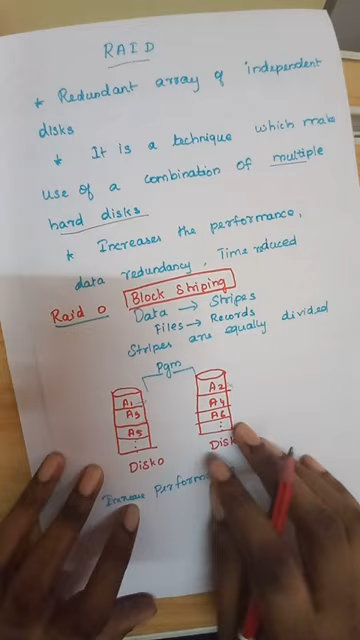 RAID
* Redundant array of independent
disks
* It is a technique which make
use of a combination of multiple
hard disks
* Increases the performance,
data redundancy. Time reduced
Raid 0 Block Striping
Data → Stripes
Files → Records
Stripes are equally divided
Pgm
A1 A2
A3 A4
A5 A6
⋮ ⋮
Disk0 Disk
Increase Perform